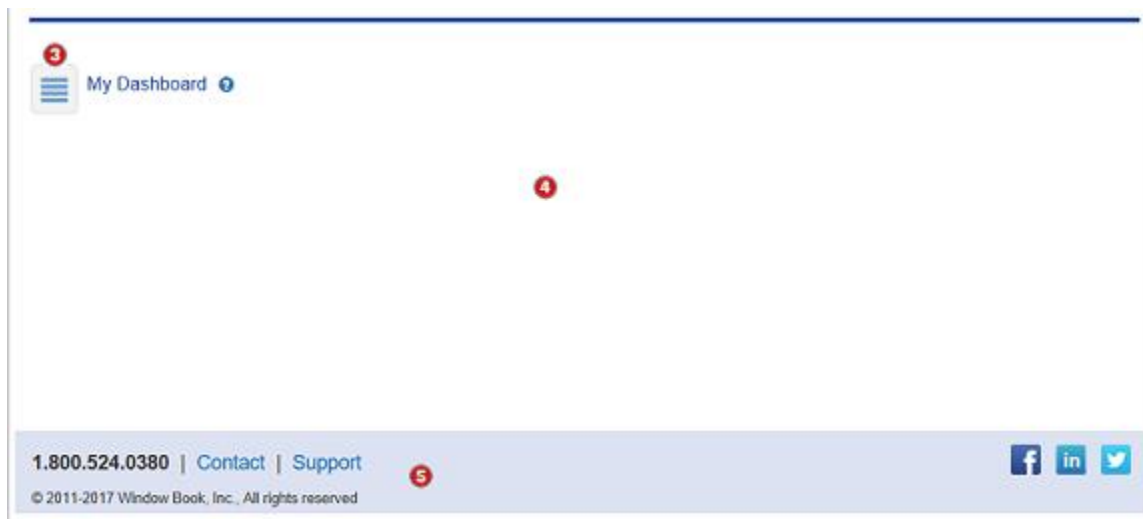 3
My Dashboard ?
4
1.800.524.0380 | Contact | Support
5
© 2011-2017 Window Book, Inc., All rights reserved
f in